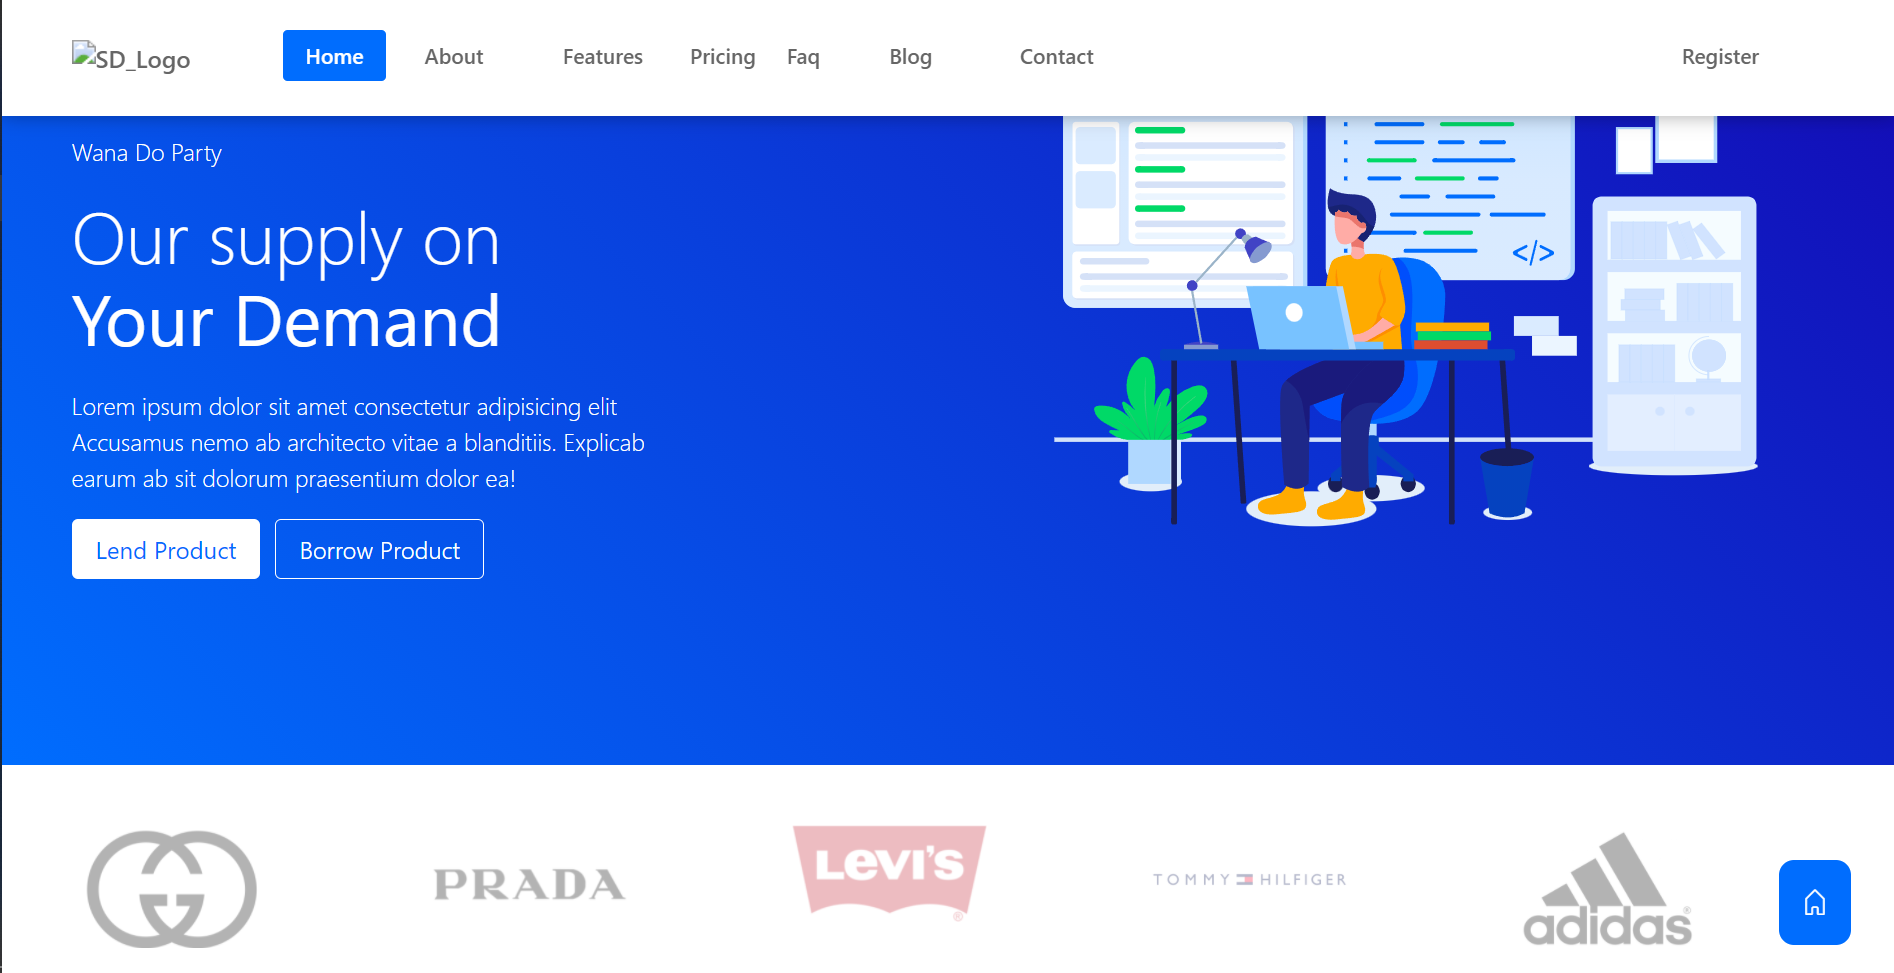 SD_Logo
Home
About
Features
Pricing
Faq
Blog
Contact
Register
Wana Do Party
Our supply on
Your Demand
Lorem ipsum dolor sit amet consectetur adipisicing elit
Accusamus nemo ab architecto vitae a blanditiis. Explicab
earum ab sit dolorum praesentium dolor ea!
Lend Product
Borrow Product
</>
PRADA
LEVI'S
®
TOMMY HILFIGER
adidas®